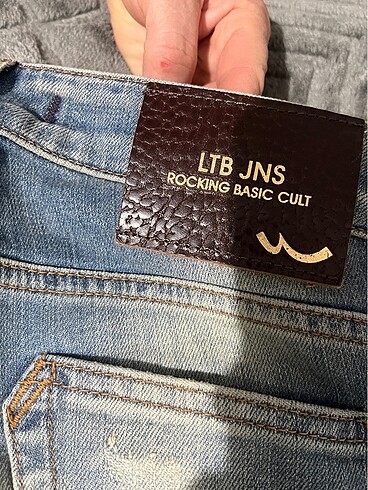 LTB JNS
ROCKING BASIC CULT